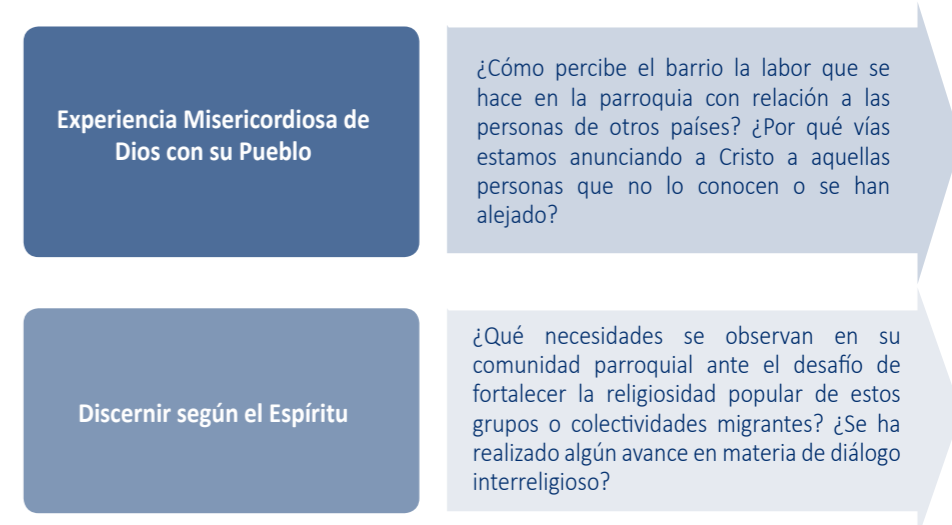 Experiencia Misericordiosa de
Dios con su Pueblo
¿Cómo percibe el barrio la labor que se
hace en la parroquia con relación a las
personas de otros países? ¿Por qué vías
estamos anunciando a Cristo a aquellas
personas que no lo conocen o se han
alejado?
Discernir según el Espíritu
¿Qué necesidades se observan en su
comunidad parroquial ante el desafío de
fortalecer la religiosidad popular de estos
grupos o colectividades migrantes? ¿Se ha
realizado algún avance en materia de diálogo
interreligioso?